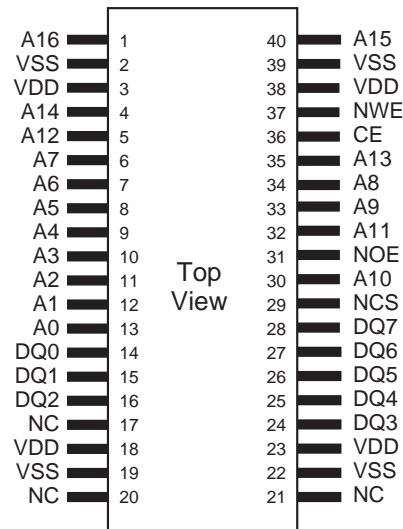 A16 1 40 A15
VSS 2 39 VSS
VDD 3 38 VDD
A14 4 37 NWE
A12 5 36 CE
A7 6 35 A13
A6 7 34 A8
A5 8 33 A9
A4 9 32 A11
A3 10 31 NOE
A2 11 30 A10
A1 12 29 NCS
A0 13 28 DQ7
DQ0 14 27 DQ6
DQ1 15 26 DQ5
DQ2 16 25 DQ4
NC 17 24 DQ3
VDD 18 23 VDD
VSS 19 22 VSS
NC 20 21 NC
Top
View